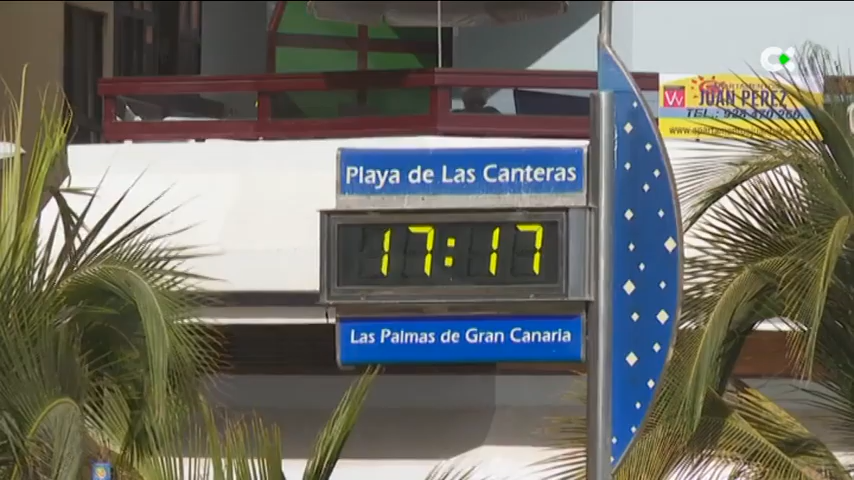 JUAN PEREZ
Playa de Las Canteras
17:17
Las Palmas de Gran Canaria